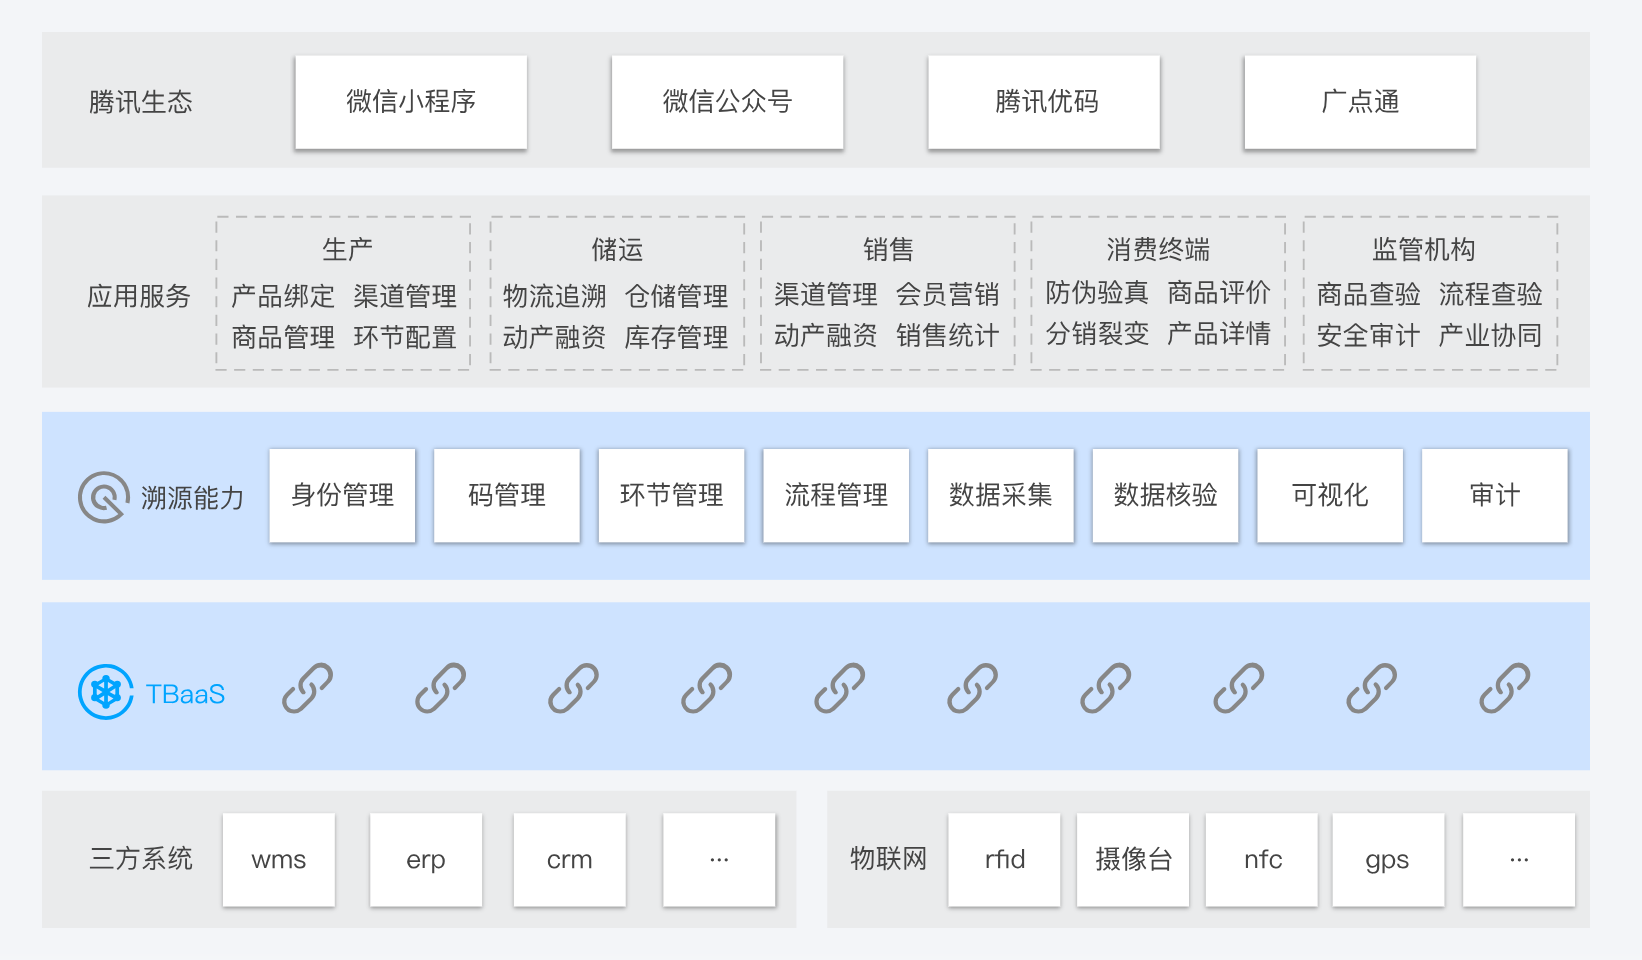 腾讯生态
微信小程序
微信公众号
腾讯优码
广点通
应用服务
生产
产品绑定 渠道管理
商品管理 环节配置
储运
物流追溯 仓储管理
动产融资 库存管理
销售
渠道管理 会员营销
动产融资 销售统计
消费终端
防伪验真 商品评价
分销裂变 产品详情
监管机构
商品查验 流程查验
安全审计 产业协同
溯源能力
身份管理
码管理
环节管理
流程管理
数据采集
数据核验
可视化
审计
TBaaS
三方系统
wms
erp
crm
...
物联网
rfid
摄像台
nfc
gps
...